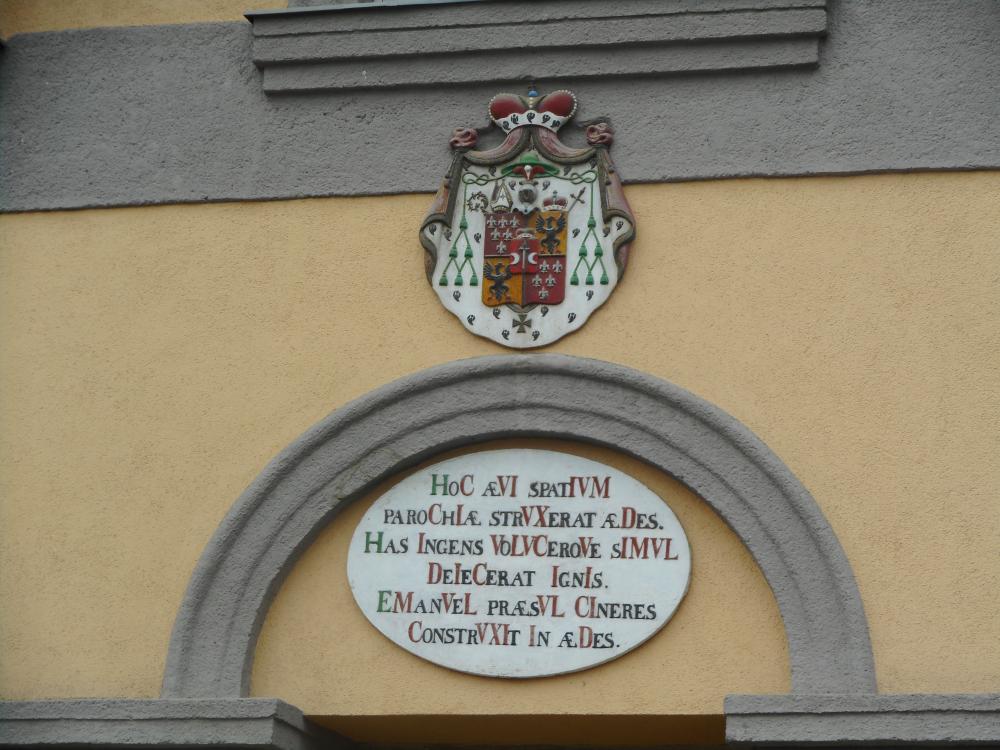 HoC ÆVI SPATIVM
PAROCHIÆ STRVXERAT ÆDES.
HAS INGENS VOLVCEROVE SIMVL
DEIECERAT IGNIS.
EMANVEL PRÆSVL CINERES
CONSTRVXIT IN ÆDES.